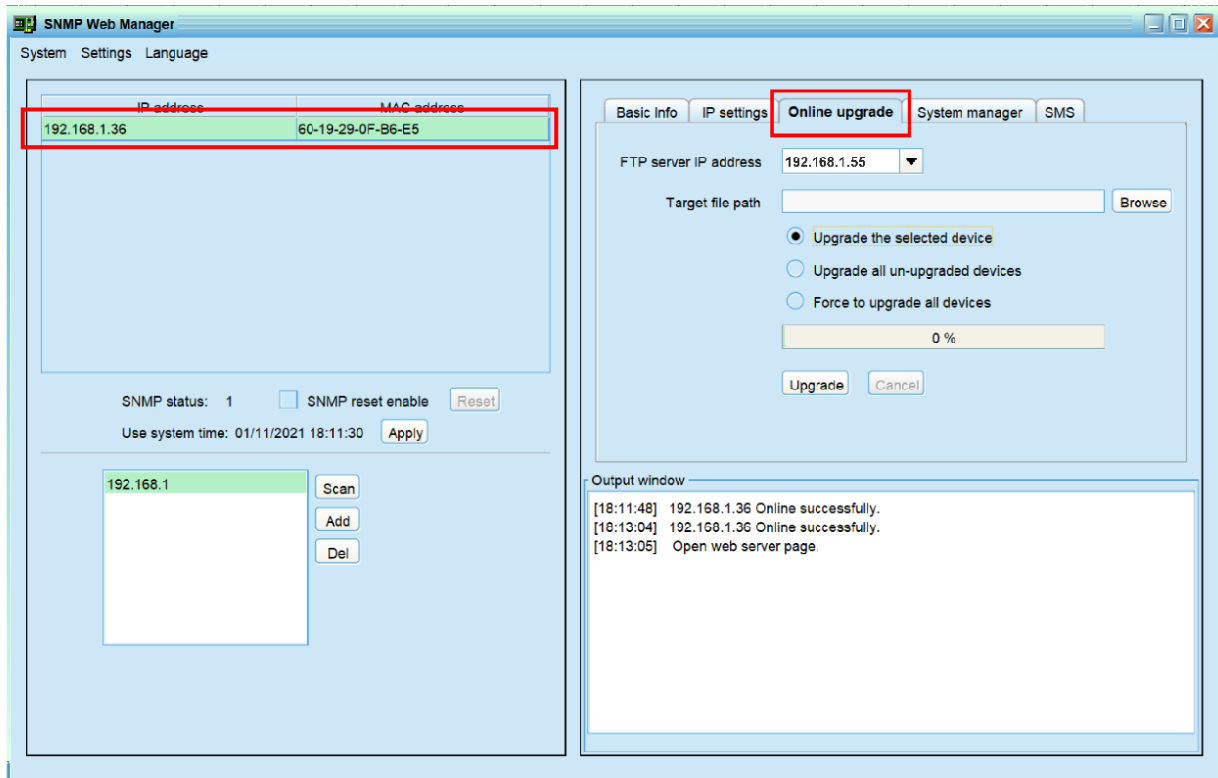 SNMP Web Manager
System Settings Language
IP address MAC address
192.168.1.36 60-19-29-0F-B6-E5
SNMP status: 1 SNMP reset enable Reset
Use system time: 01/11/2021 18:11:30 Apply
192.168.1
Scan
Add
Del
Basic Info IP settings Online upgrade System manager SMS
FTP server IP address 192.168.1.55
Target file path Browse
Upgrade the selected device
Upgrade all un-upgraded devices
Force to upgrade all devices
0 %
Upgrade Cancel
Output window
[18:11:48] 192.168.1.36 Online successfully.
[18:13:04] 192.168.1.36 Online successfully.
[18:13:05] Open web server page.